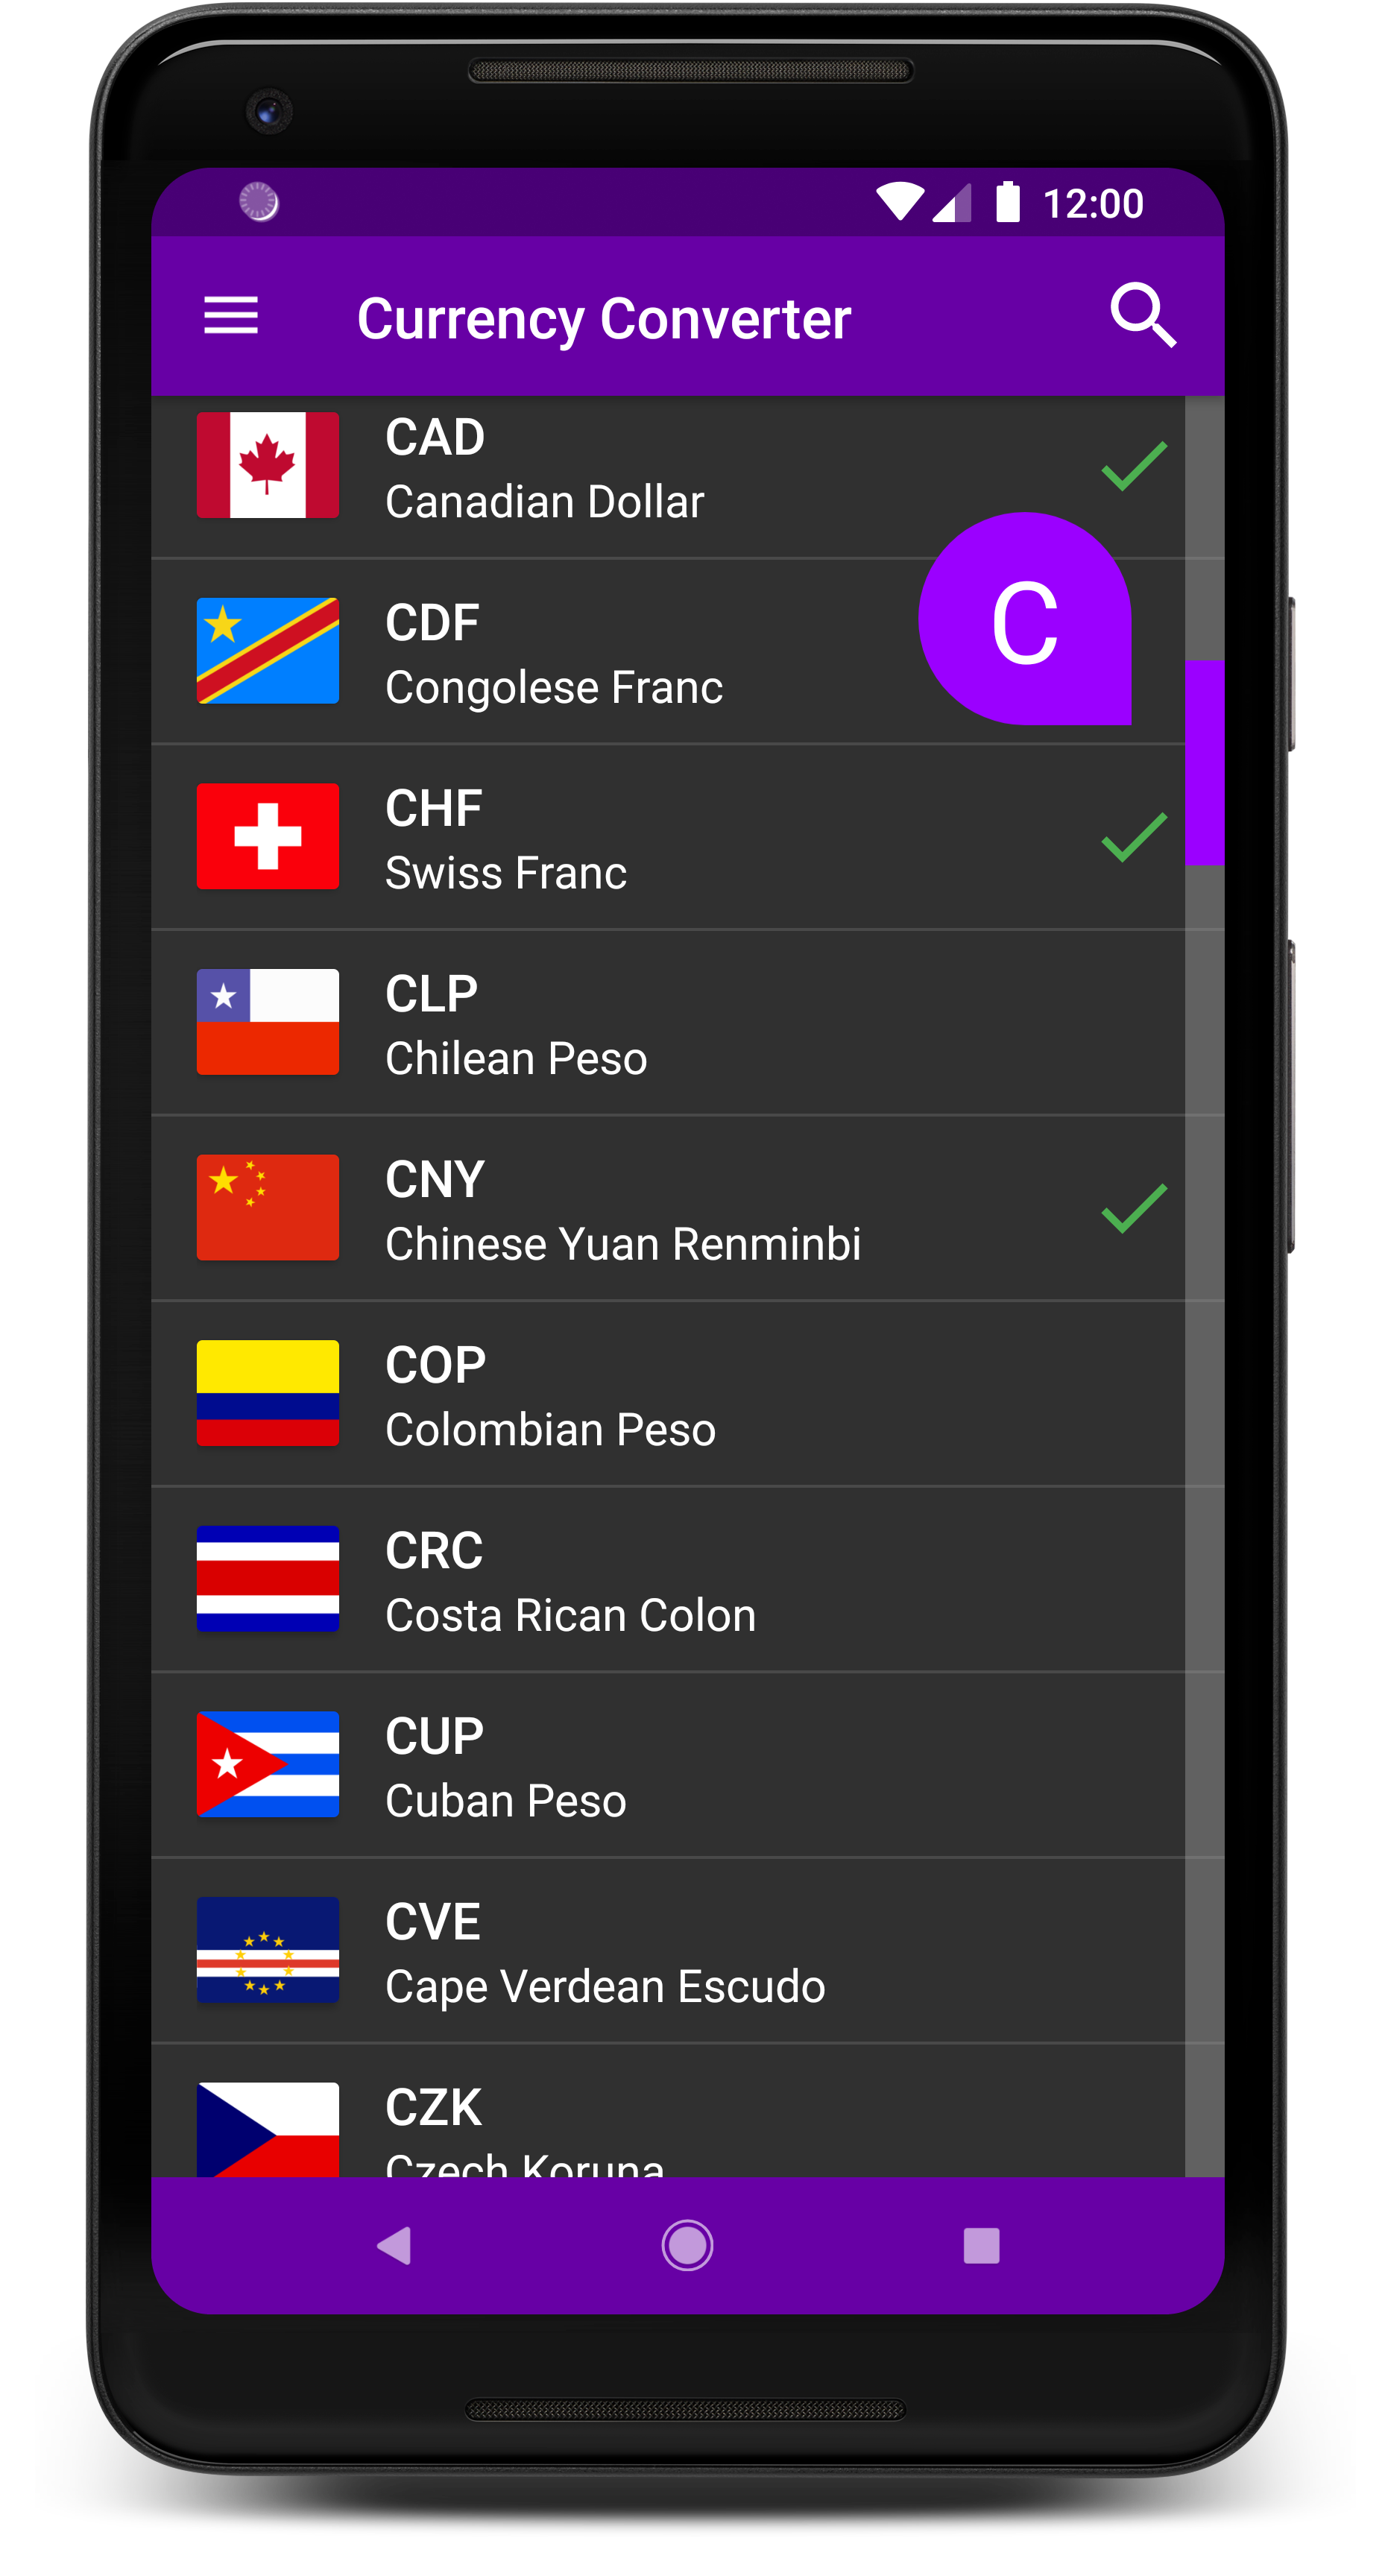 12:00
Currency Converter
CAD
Canadian Dollar
C
CDF
Congolese Franc
CHF
Swiss Franc
CLP
Chilean Peso
CNY
Chinese Yuan Renminbi
COP
Colombian Peso
CRC
Costa Rican Colon
CUP
Cuban Peso
CVE
Cape Verdean Escudo
CZK
Czech Koruna